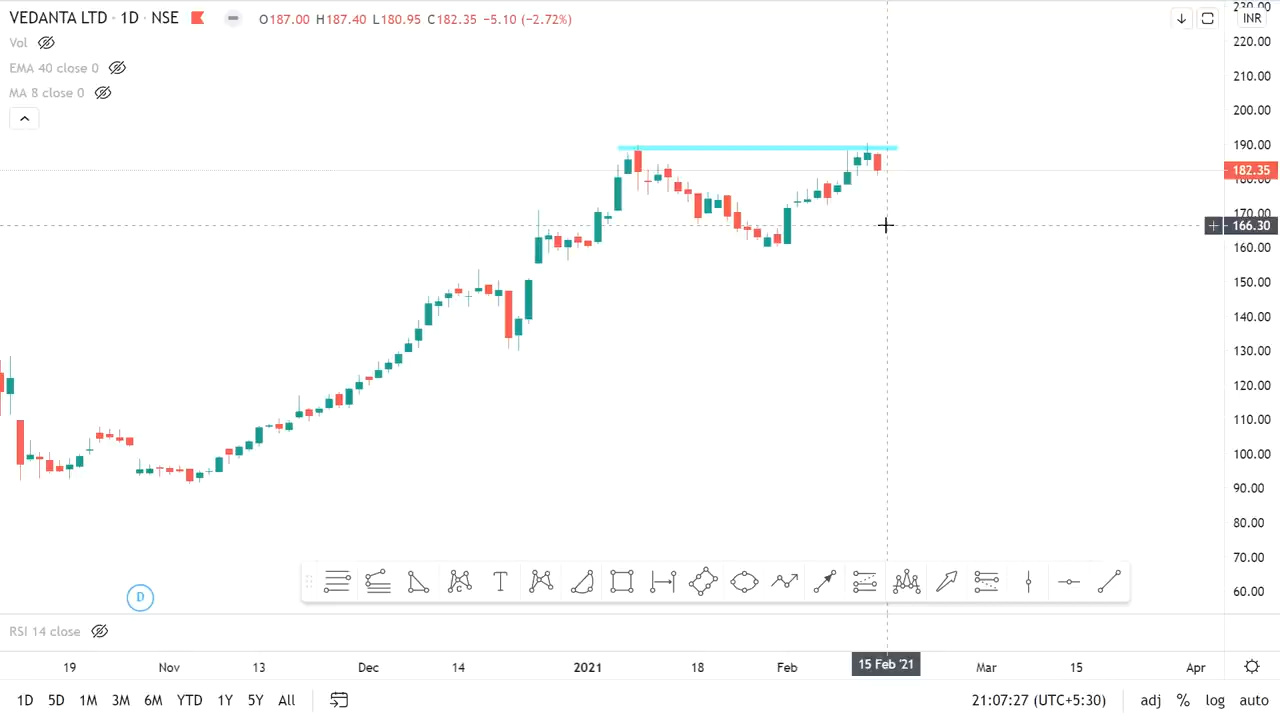 VEDANTA LTD · 1D · NSE O187.00 H187.40 L180.95 C182.35 −5.10 (−2.72%)
INR
Vol
EMA 40 close 0
MA 8 close 0
230.00
220.00
210.00
200.00
190.00
182.35
180.00
170.00
166.30
160.00
150.00
140.00
130.00
120.00
110.00
100.00
90.00
80.00
70.00
60.00
T
C
D
RSI 14 close
19 Nov 13 Dec 14 2021 18 Feb 15 Feb '21 Mar 15 Apr
1D 5D 1M 3M 6M YTD 1Y 5Y All 21:07:27 (UTC+5:30) adj % log auto